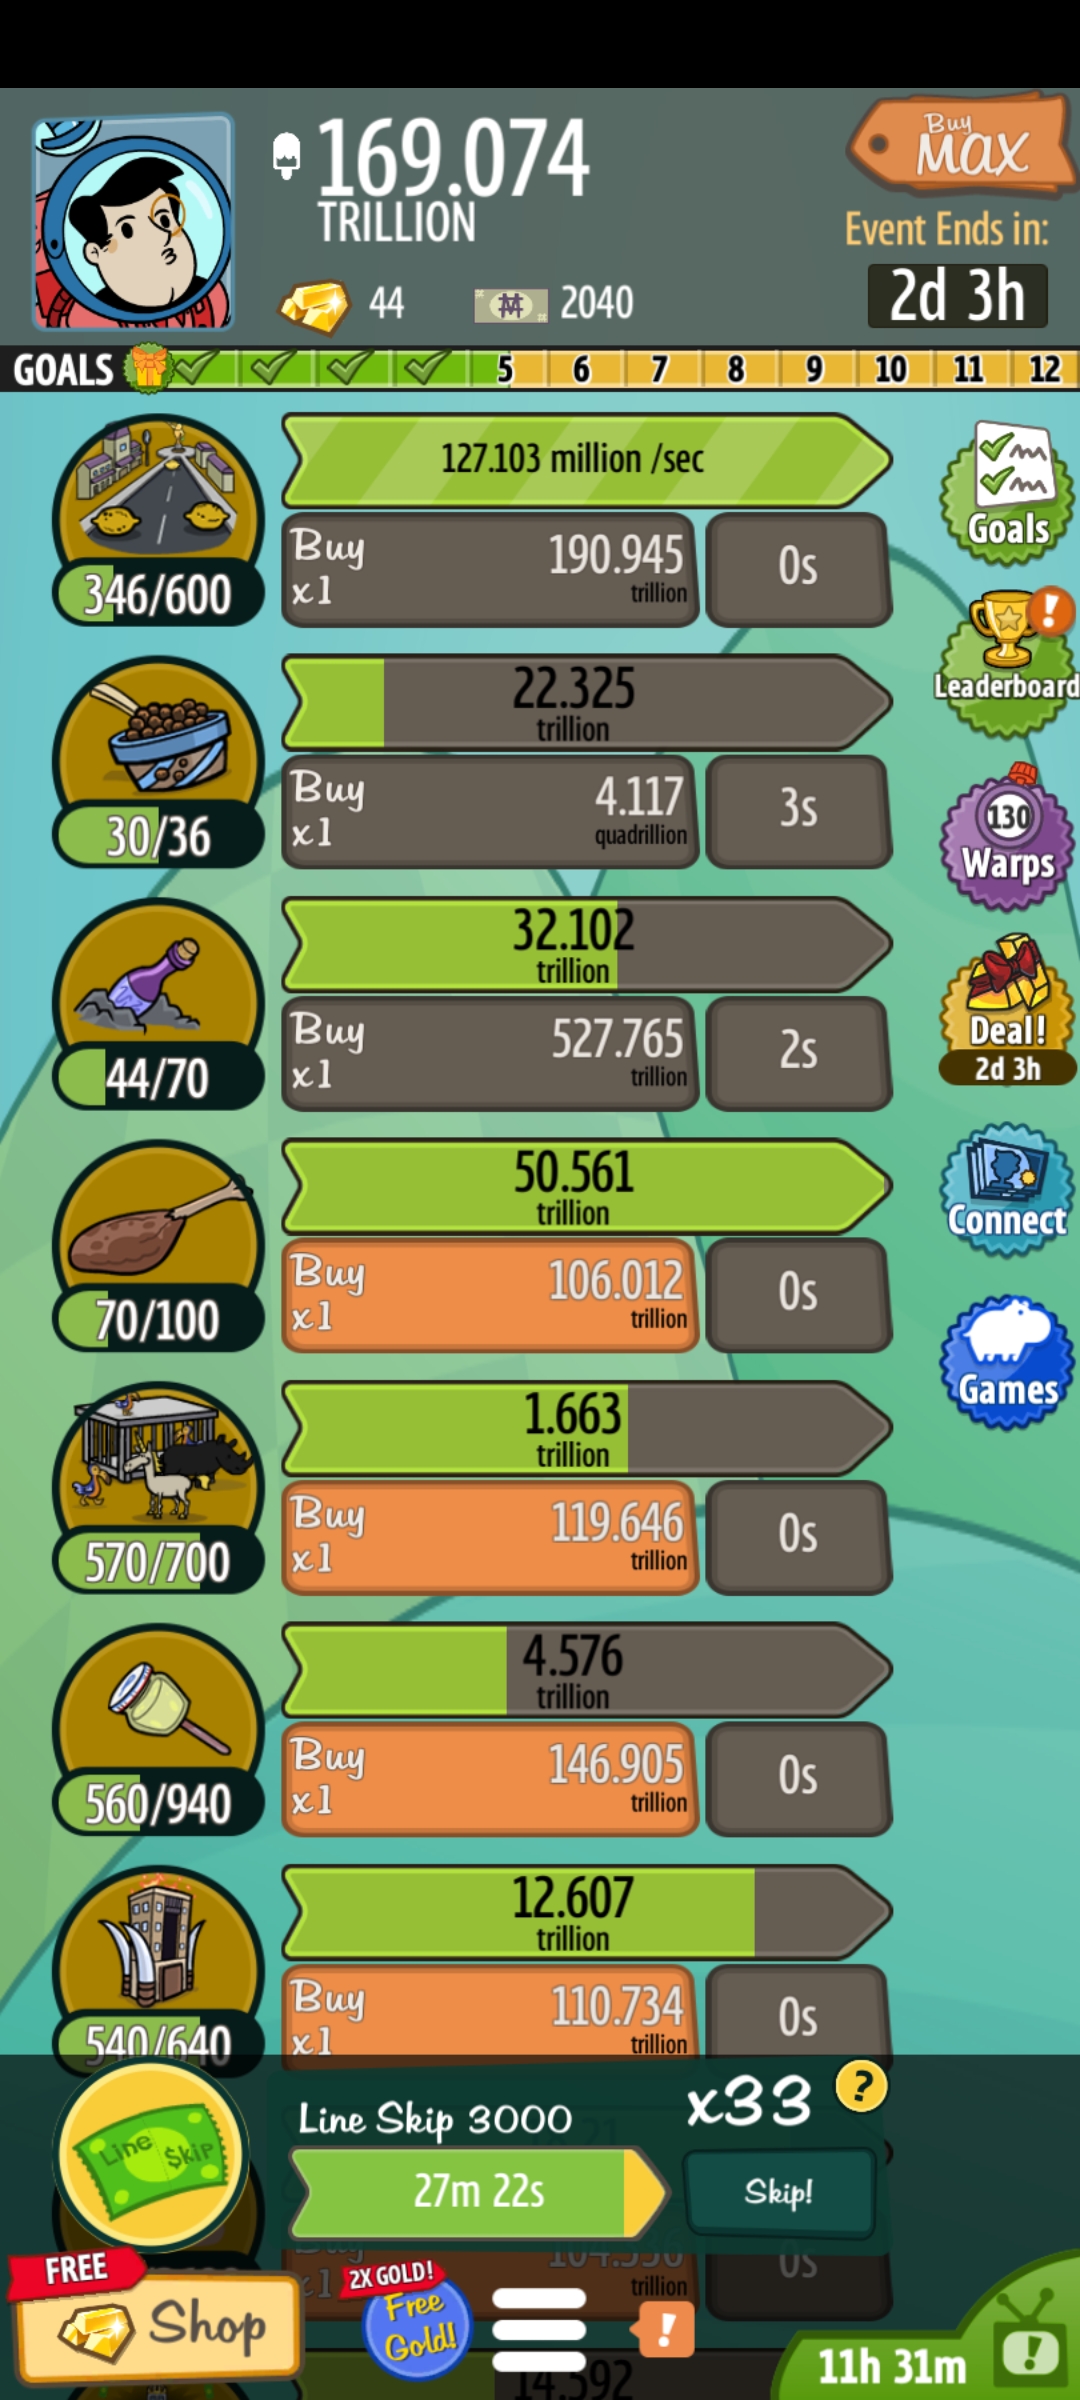 169.074
TRILLION
44
2040
Buy
MAX
Event Ends in:
2d 3h
GOALS
5 6 7 8 9 10 11 12
127.103 million /sec
Buy
x1
190.945
trillion
0s
346/600
Goals
22.325
trillion
Buy
x1
4.117
quadrillion
3s
30/36
!
Leaderboard
32.102
trillion
Buy
x1
527.765
trillion
2s
44/70
130
Warps
50.561
trillion
Buy
x1
106.012
trillion
0s
70/100
Deal!
2d 3h
Connect
1.663
trillion
Buy
x1
119.646
trillion
0s
570/700
Games
4.576
trillion
Buy
x1
146.905
trillion
0s
560/940
12.607
trillion
Buy
x1
110.734
trillion
0s
540/640
Line $kip
Line Skip 3000
x33
?
27m 22s
Skip!
trillion
0s
FREE
Shop
2X GOLD!
Free
Gold!
!
11h 31m
!
14.592